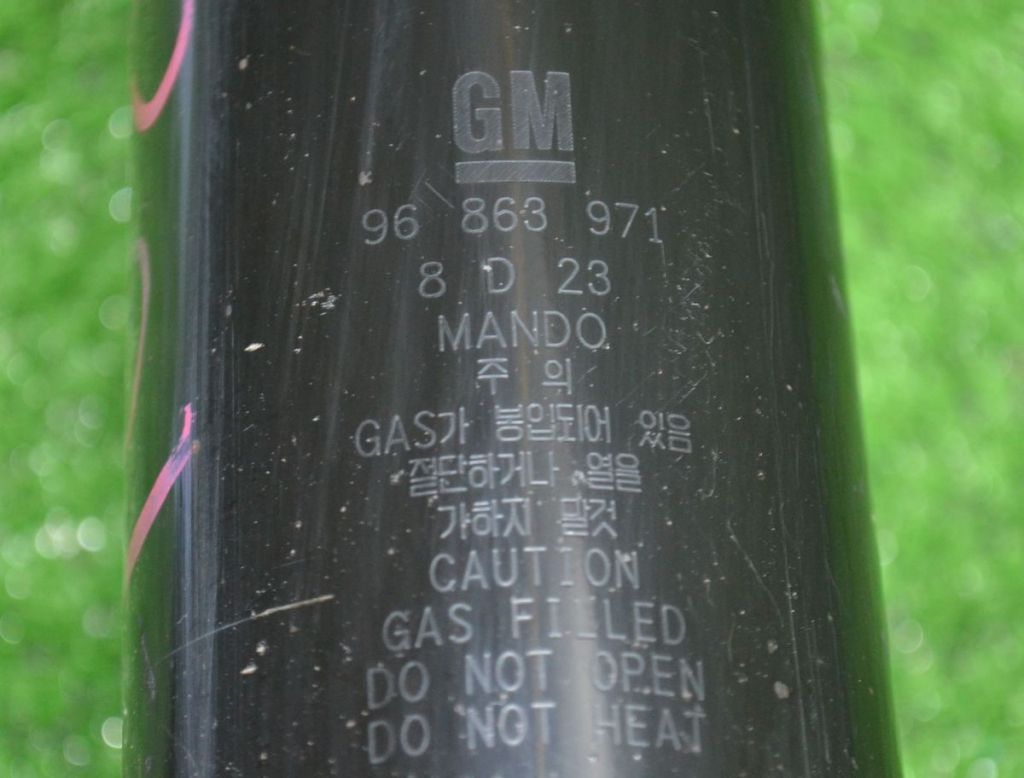 GM
96 863 971
8 D 23
MANDO
주 의
GAS가 봉입되어 있음
절단하거나 열을
가하지 말것
CAUTION
GAS FILLED
DO NOT OPEN
DO NOT HEAT